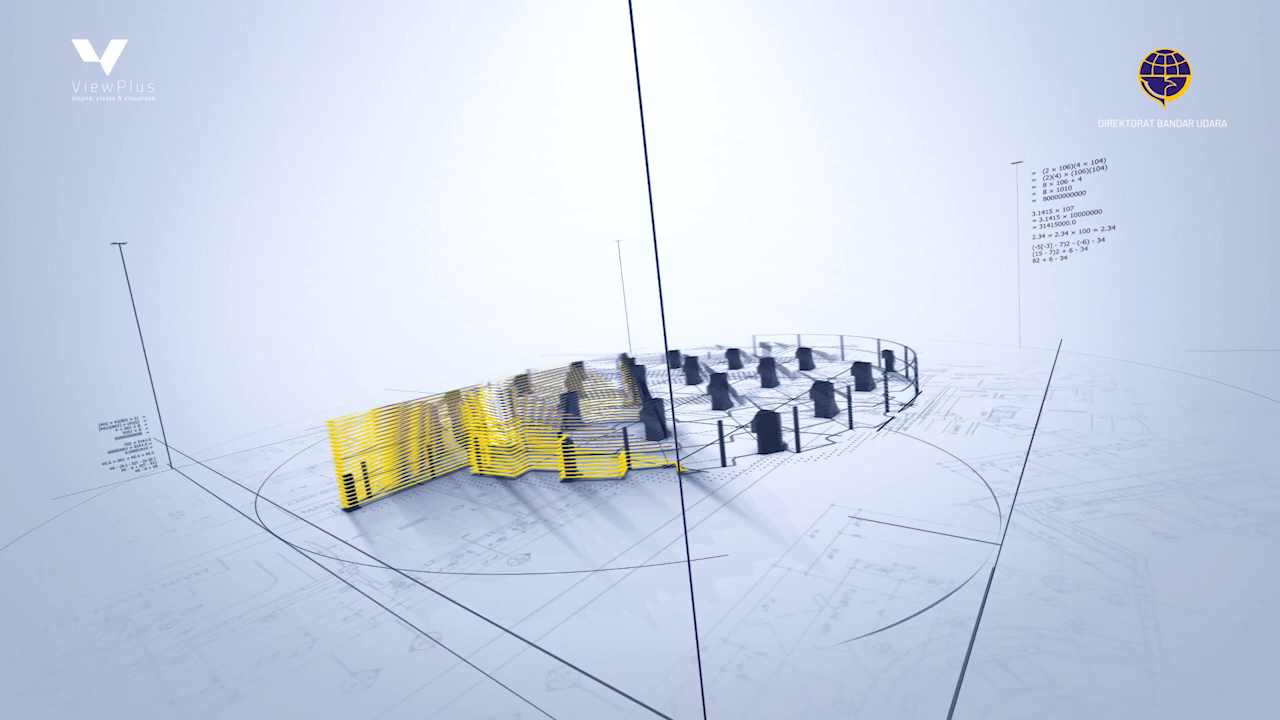 ViewPlus
inspire, create & visualized
DIREKTORAT BANDAR UDARA
= (2 × 106)(4 × 104)
= (2)(4) × (106)(104)
= 8 × 106 + 4
= 8 × 1010
= 80000000000
3.1415 × 107
= 3.1415 × 10000000
= 31415000.0
2.34 = 2.34 × 100 = 2.34
(-5[-3] - 7)2 - (-6) - 34
(15 - 7)2 + 6 - 34
82 + 6 - 34